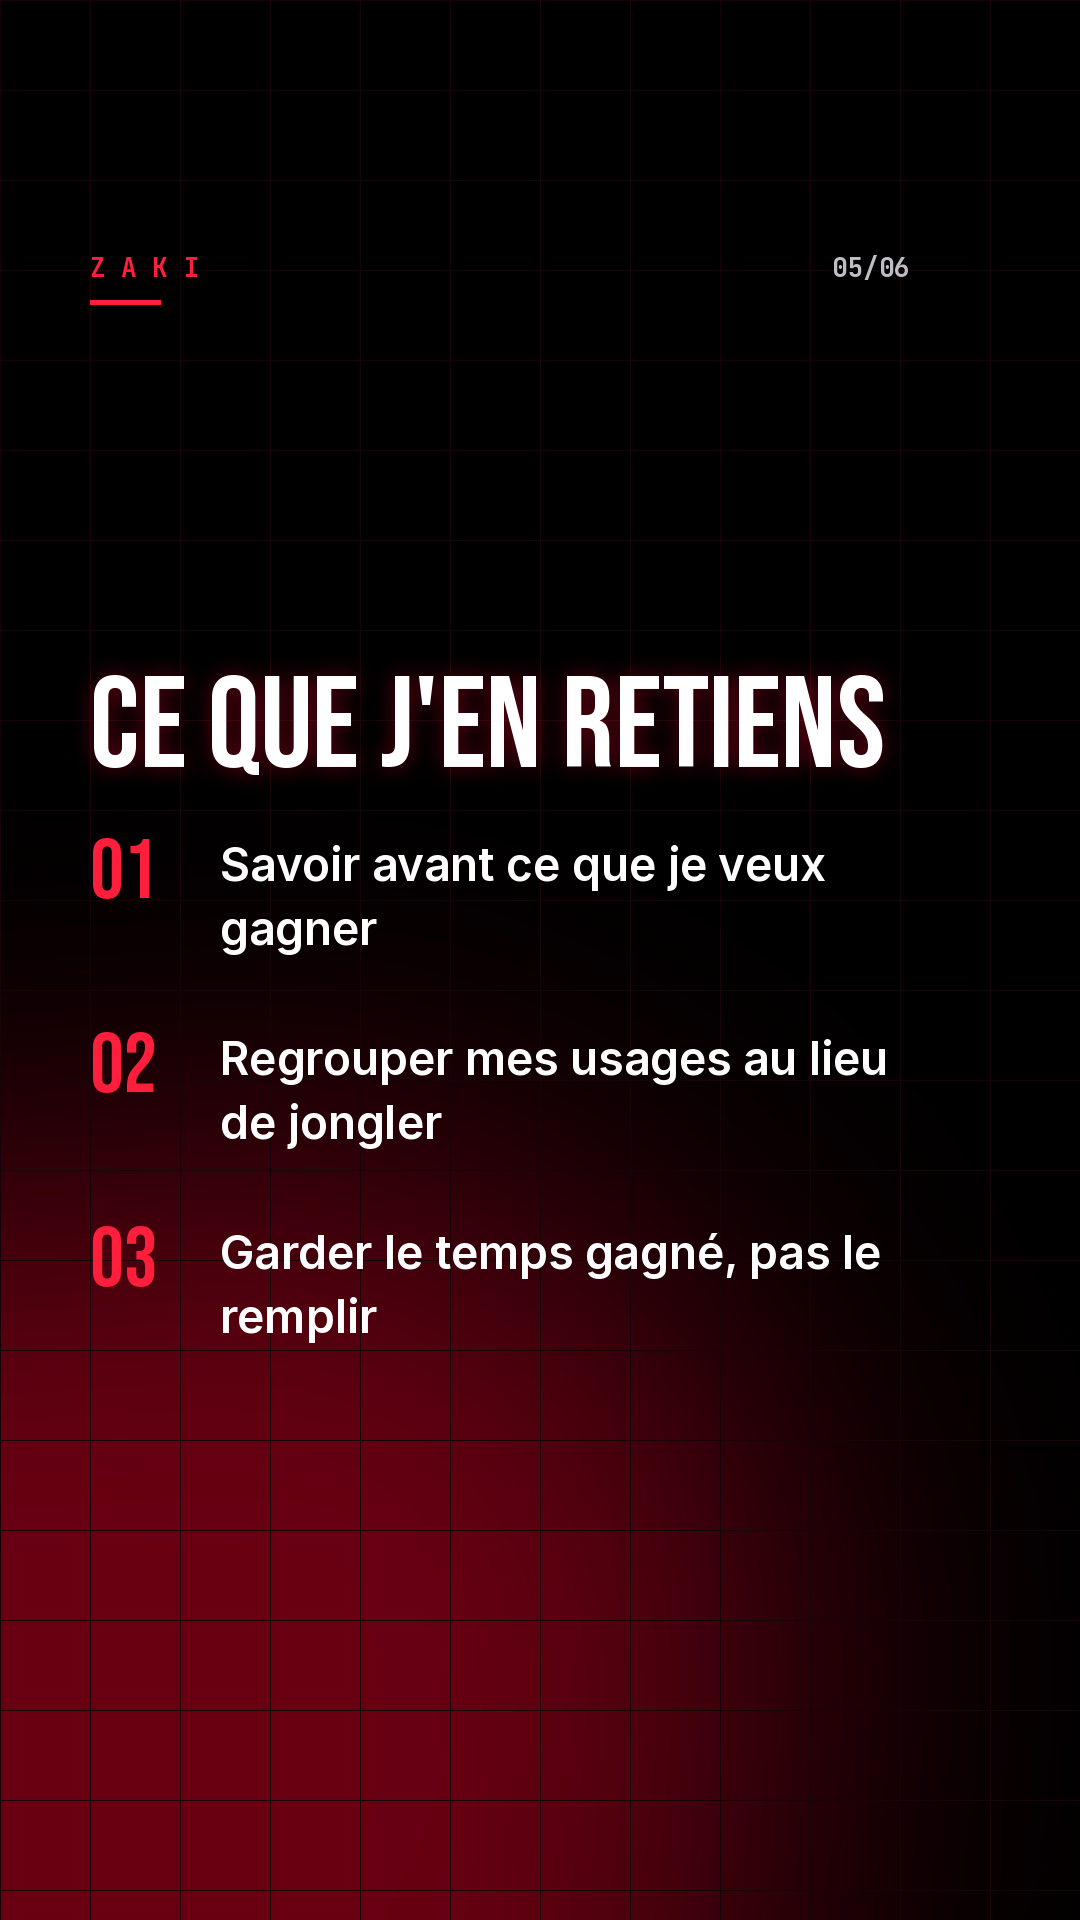 ZAKI
05/06
CE QUE J'EN RETIENS
01 Savoir avant ce que je veux
gagner
02 Regrouper mes usages au lieu
de jongler
03 Garder le temps gagné, pas le
remplir